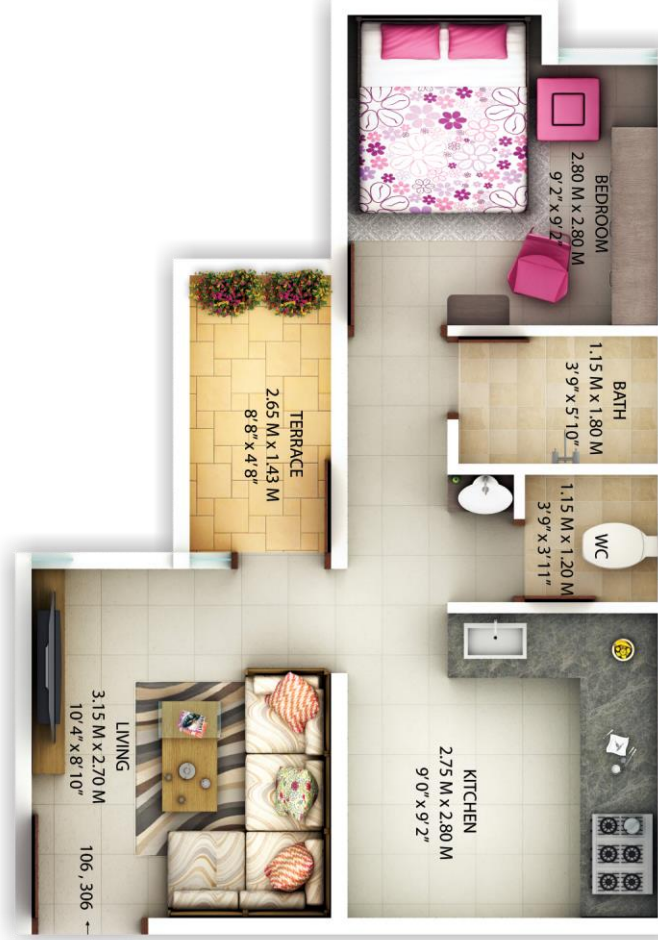 BEDROOM
2.80 M x 2.80 M
9'2" x 9'2"
BATH
1.15 M x 1.80 M
3'9" x 5'10"
TERRACE
2.65 M x 1.43 M
8'8" x 4'8"
WC
1.15 M x 1.20 M
3'9" x 3'11"
LIVING
3.15 M x 2.70 M
10'4" x 8'10"
KITCHEN
2.75 M x 2.80 M
9'0" x 9'2"
106 , 306